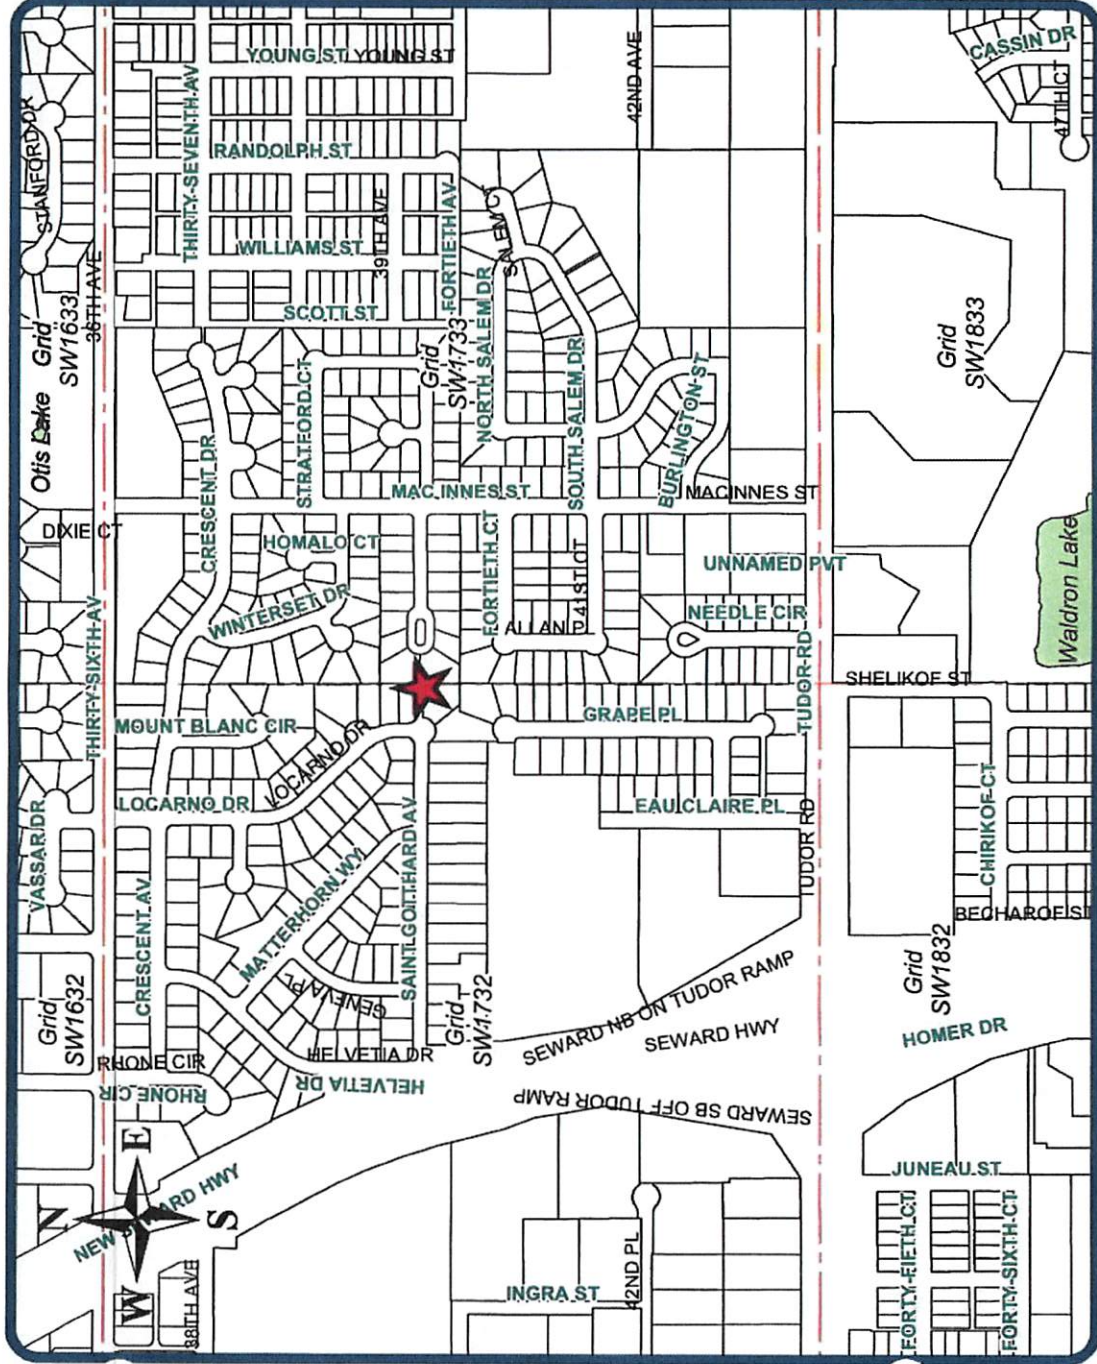 CASSIN DR
47TH CT
42ND AVE
YOUNG ST
YOUNG ST
THIRTY-SEVENTH AV
STANFORD DR
RANDOLPH ST
39TH AVE
FORTIETH AV
SALEM CT
WILLIAMS ST
SCOTT ST
36TH AVE
Grid
SW1633
Otis Lake
Grid
SW1733
NORTH SALEM DR
Grid
SW1833
STRATFORD CT
CRESCENT DR
SOUTH SALEM DR
BURLINGTON ST
MAC INNES ST
MACINNES ST
DIXIE CT
HOMALO CT
FORTIETH CT
41ST CT
UNNAMED PVT
WINTERSET DR
ALLAN PL
NEEDLE CIR
Waldron Lake
THIRTY-SIXTH AV
TUDOR RD
SHELIKOF ST
MOUNT BLANC CIR
GRAPE PL
LOCARNO DR
LOCARNO DR
EAU CLAIRE PL
VASSAR DR
TUDOR RD
CHIRIKOF CT
SAINT GOTTHARD AV
MATTERHORN WY
CRESCENT AV
BECHAROF ST
Grid
SW1632
GENEVA PL
Grid
SW1732
Grid
SW1832
SEWARD NB ON TUDOR RAMP
SEWARD HWY
HOMER DR
RHONE CIR
RHONE CIR
HELVETIA DR
HELVETIA DR
SEWARD SB OFF TUDOR RAMP
N
E
S
W
NEW SEWARD HWY
JUNEAU ST
38TH AVE
INGRA ST
42ND PL
FORTY-FIFTH CT
FORTY-SIXTH CT